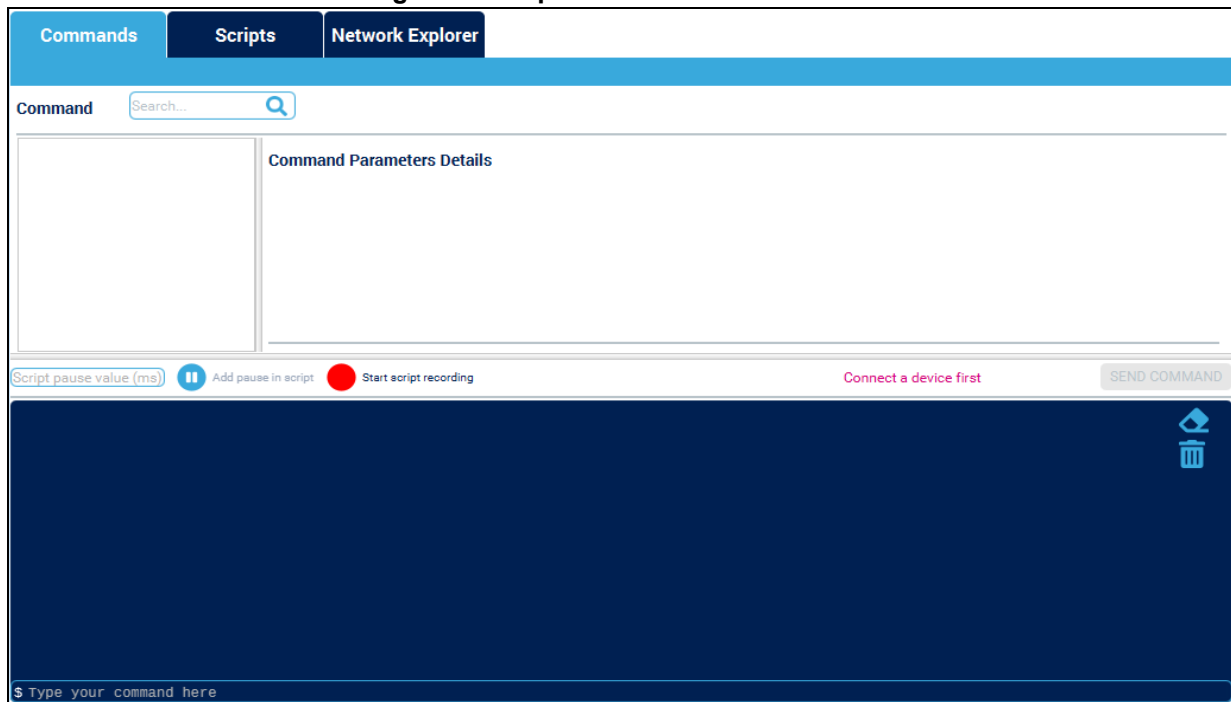 Commands Scripts Network Explorer
Command Search...
Command Parameters Details
Script pause value (ms) Add pause in script Start script recording Connect a device first SEND COMMAND
$ Type your command here